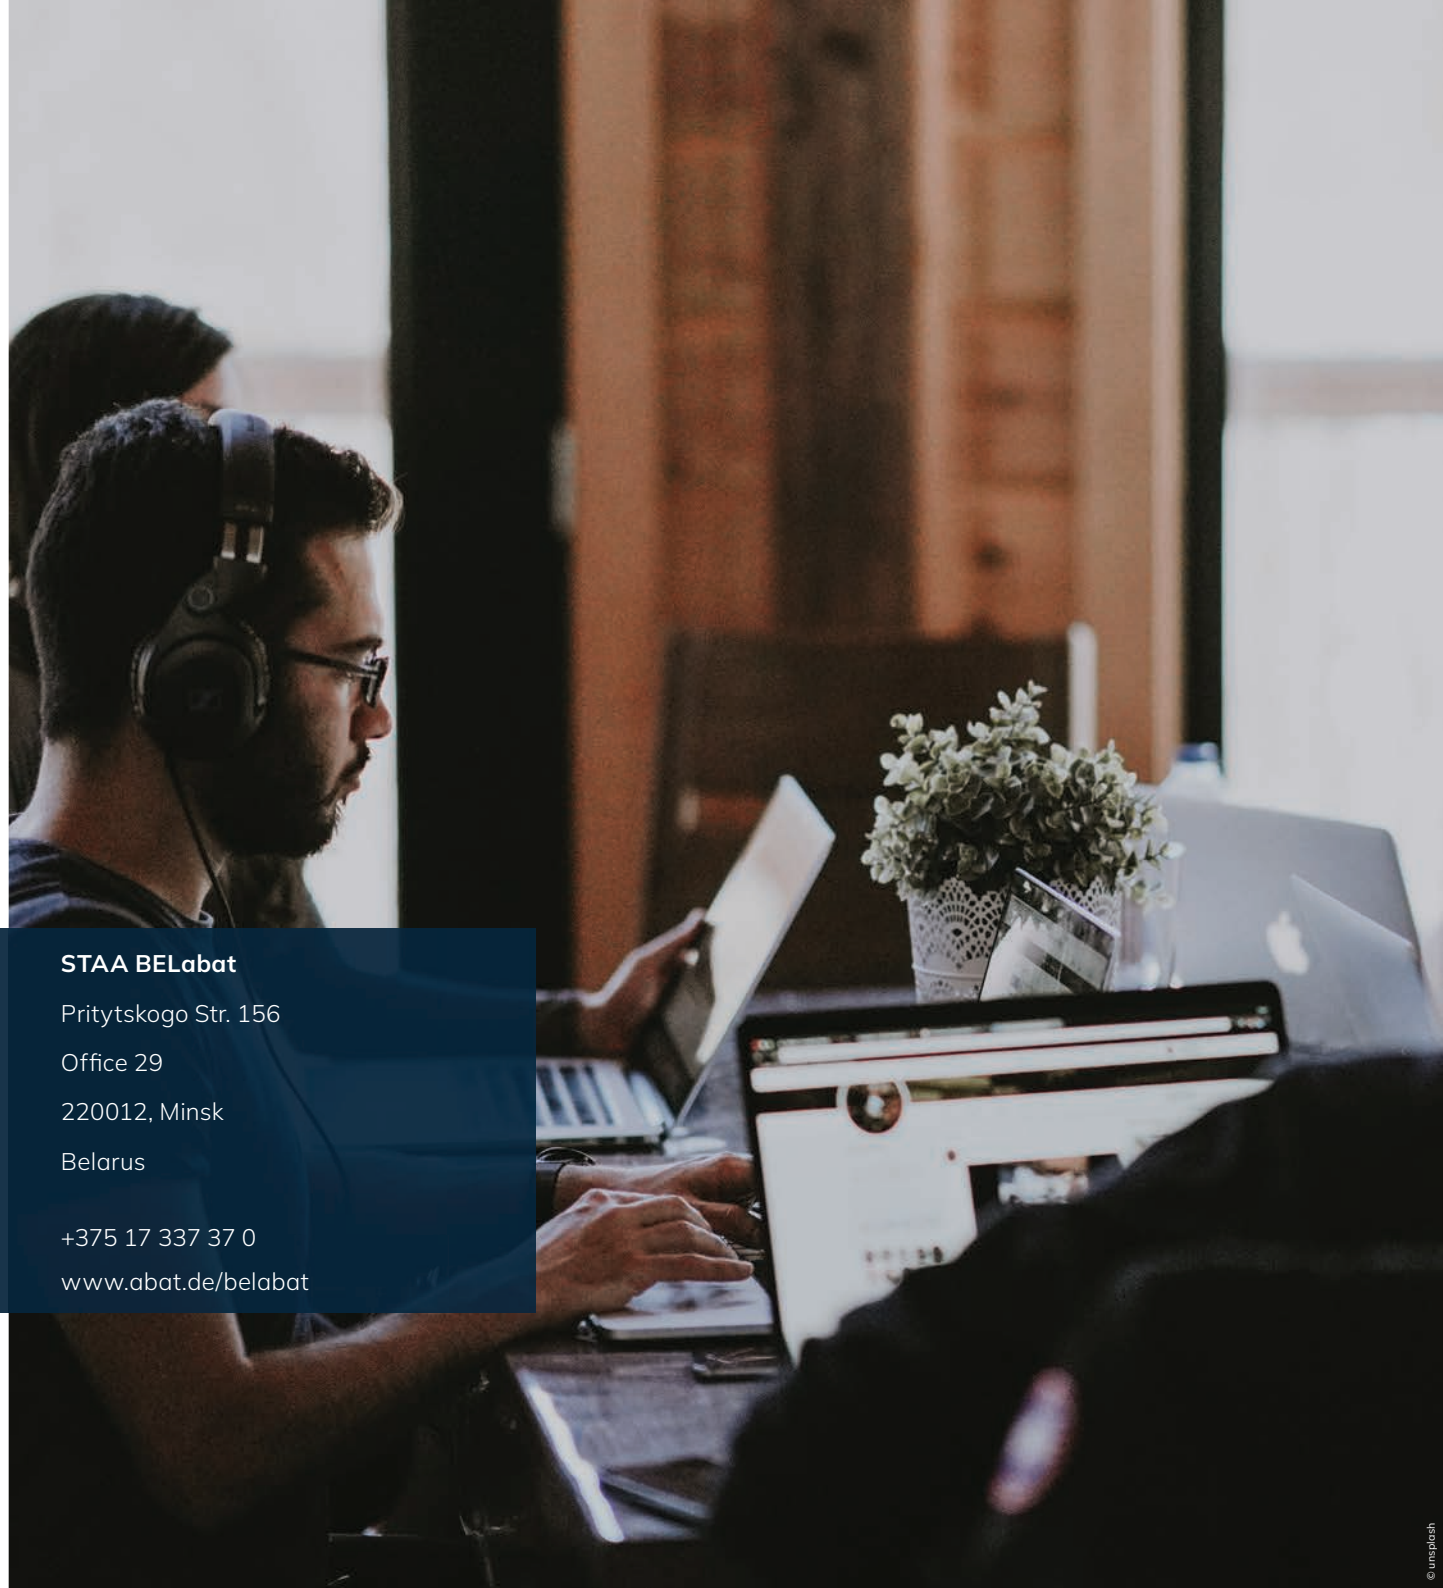 STAA BELabat
Pritytskogo Str. 156
Office 29
220012, Minsk
Belarus
+375 17 337 37 0
www.abat.de/belabat
© unsplash